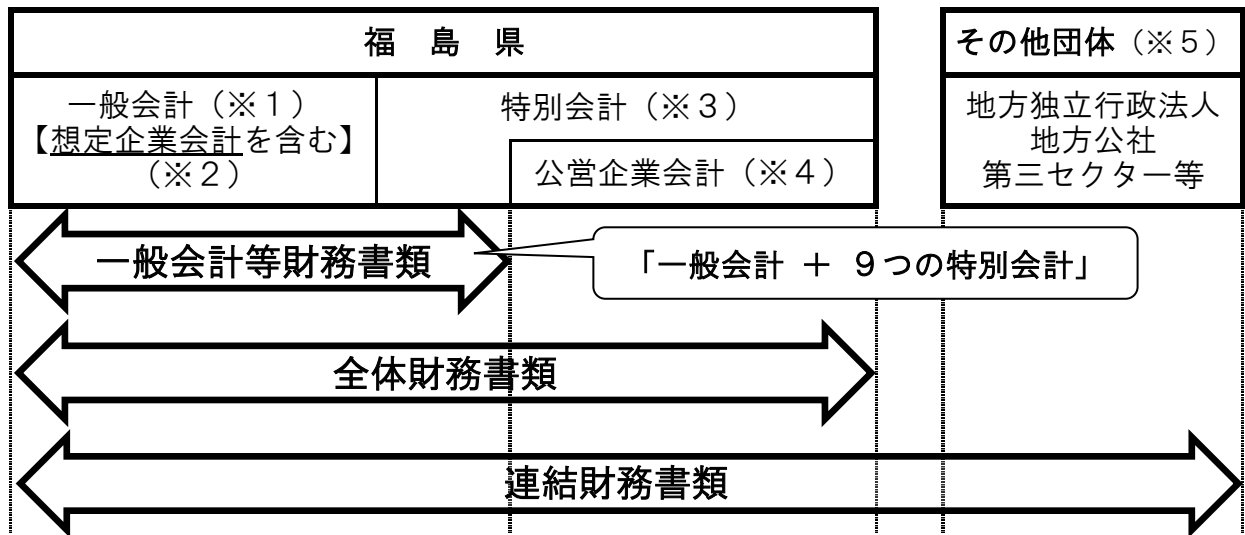 福 島 県
その他団体（※５）
一般会計（※１）
【想定企業会計を含む】
（※２）
特別会計（※３）
公営企業会計（※４）
地方独立行政法人
地方公社
第三セクター等
一般会計等財務書類
「一般会計 ＋ ９つの特別会計」
全体財務書類
連結財務書類